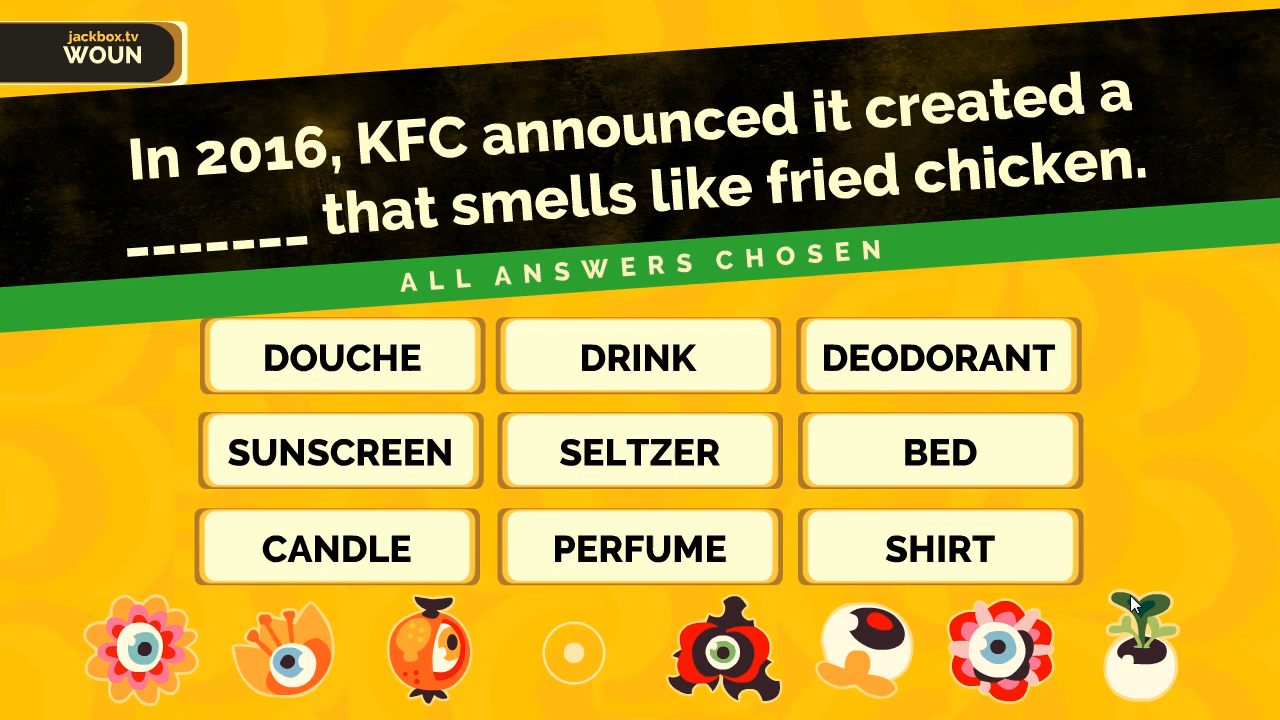 jackbox.tv
WOUN
In 2016, KFC announced it created a
_______ that smells like fried chicken.
ALL ANSWERS CHOSEN
DOUCHE
DRINK
DEODORANT
SUNSCREEN
SELTZER
BED
CANDLE
PERFUME
SHIRT